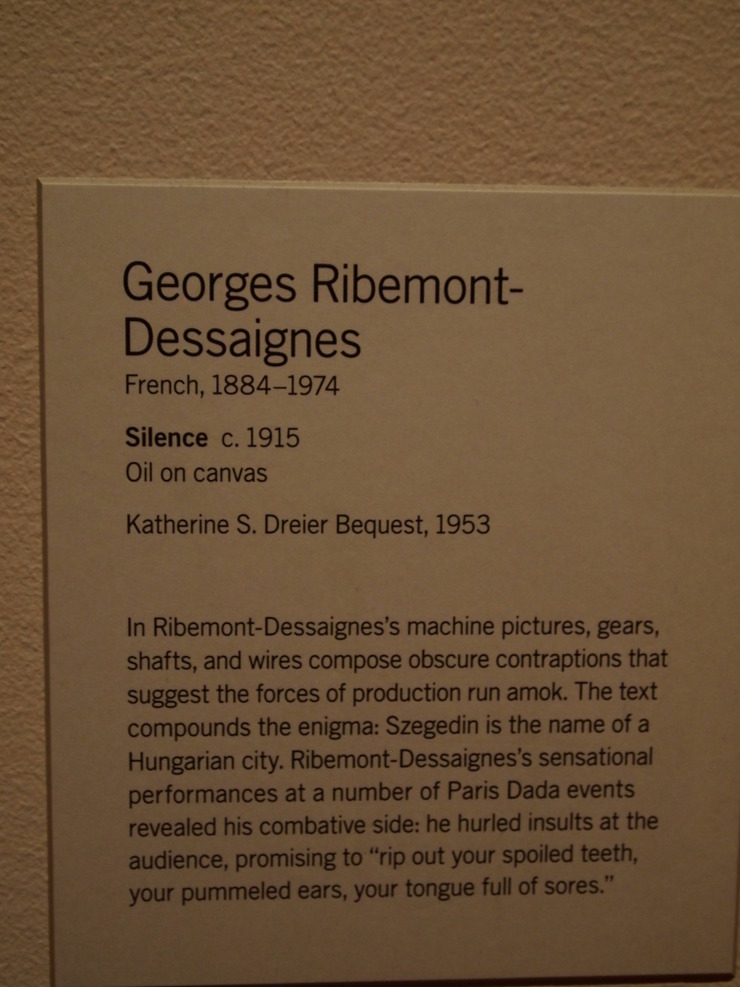 Georges Ribemont-
Dessaignes
French, 1884–1974
Silence c. 1915
Oil on canvas
Katherine S. Dreier Bequest, 1953
In Ribemont-Dessaignes’s machine pictures, gears,
shafts, and wires compose obscure contraptions that
suggest the forces of production run amok. The text
compounds the enigma: Szegedin is the name of a
Hungarian city. Ribemont-Dessaignes’s sensational
performances at a number of Paris Dada events
revealed his combative side: he hurled insults at the
audience, promising to “rip out your spoiled teeth,
your pummeled ears, your tongue full of sores.”